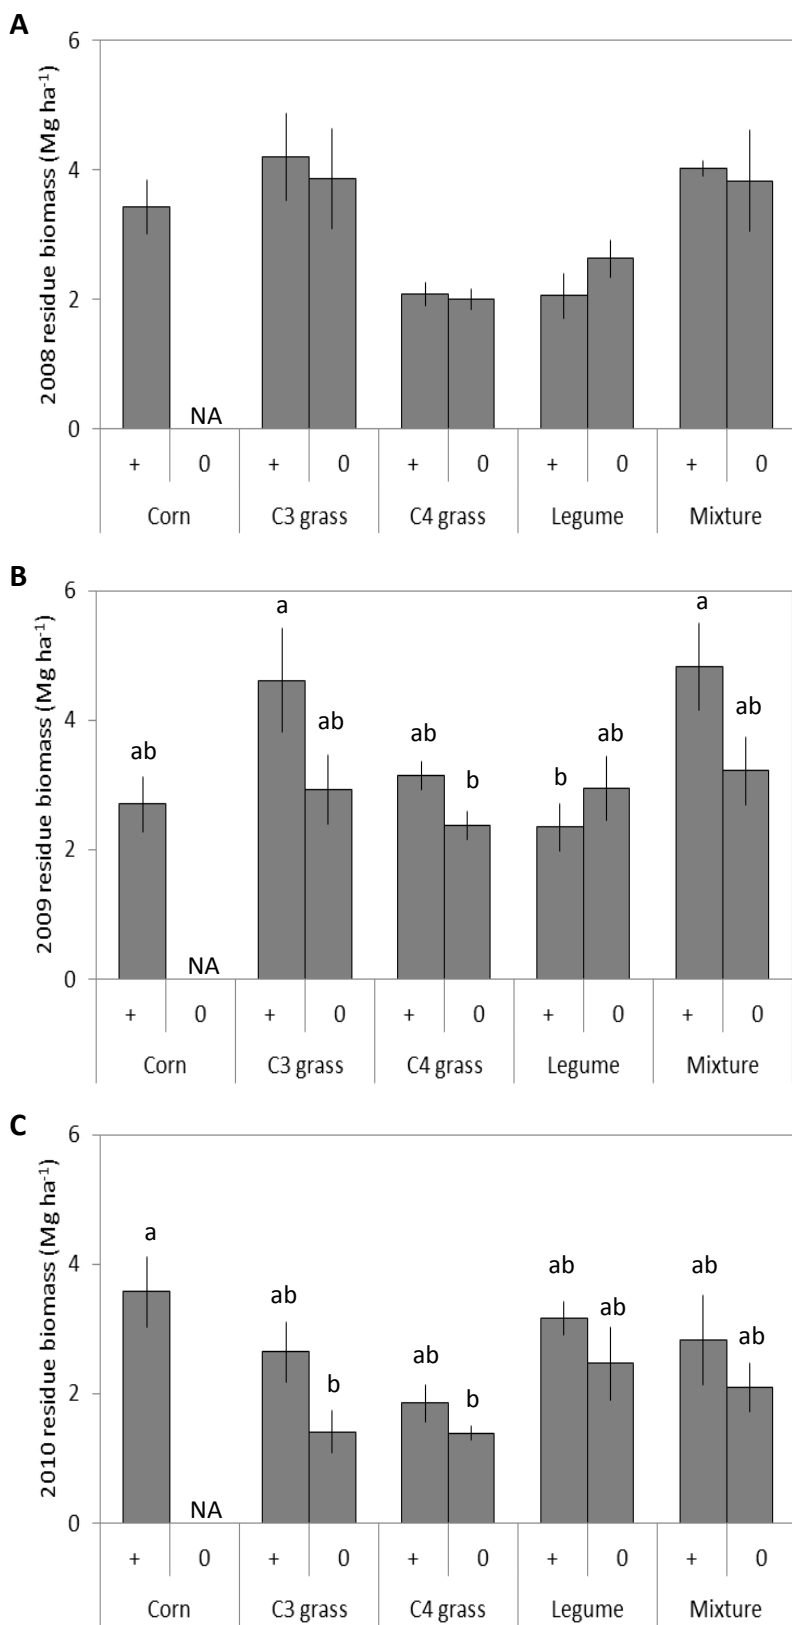 A
6
2008 residue biomass (Mg ha⁻¹)
4
2
0
NA
+ 0 + 0 + 0 + 0 + 0
Corn C3 grass C4 grass Legume Mixture
B
6
2009 residue biomass (Mg ha⁻¹)
a a
ab ab ab b b ab ab
4
2
0
NA
+ 0 + 0 + 0 + 0 + 0
Corn C3 grass C4 grass Legume Mixture
C
6
2010 residue biomass (Mg ha⁻¹)
4
a ab b ab b ab ab ab ab
2
0
NA
+ 0 + 0 + 0 + 0 + 0
Corn C3 grass C4 grass Legume Mixture